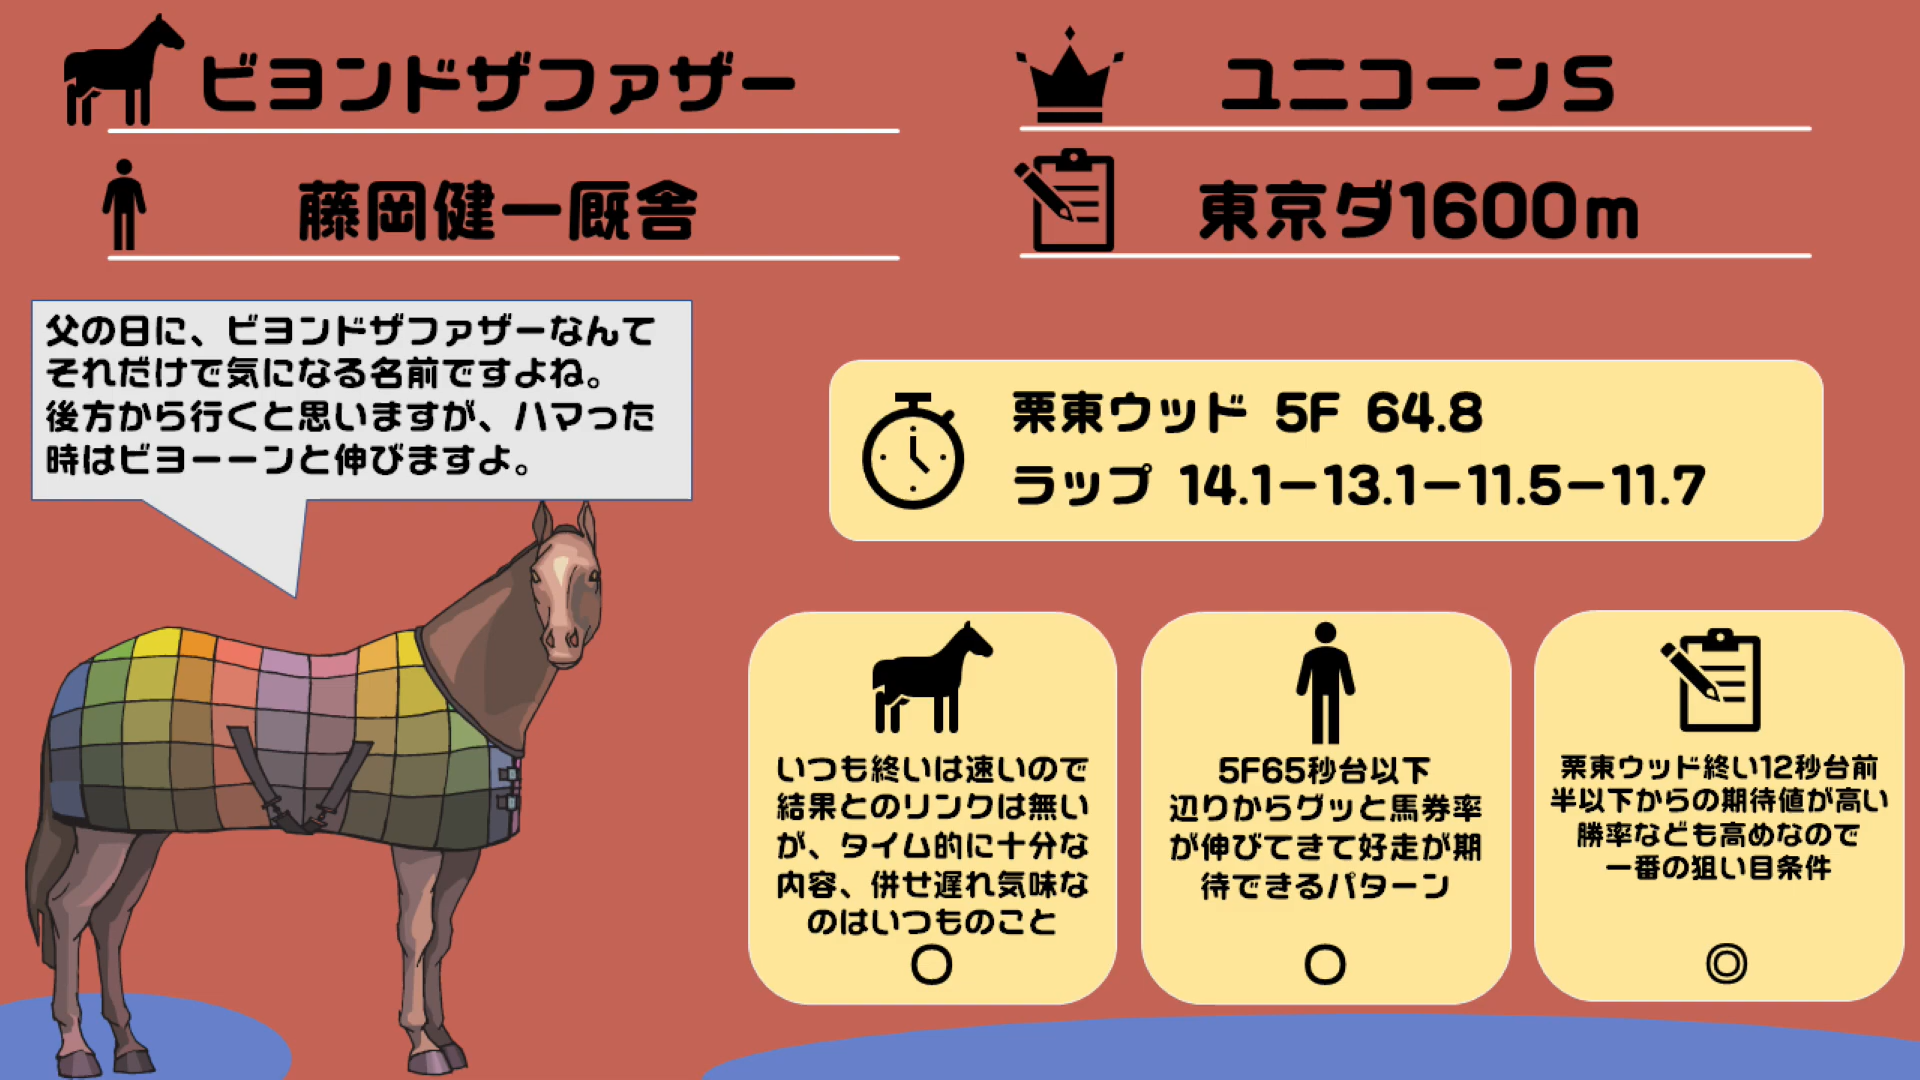 ビヨンドザファザー
ユニコーンS
藤岡健一厩舎
東京ダ1600m
父の日に、ビヨンドザファザーなんて
それだけで気になる名前ですよね。
後方から行くと思いますが、ハマった
時はビヨーーンと伸びますよ。
栗東ウッド 5F 64.8
ラップ 14.1ー13.1ー11.5ー11.7
いつも終いは速いので
結果とのリンクは無い
が、タイム的に十分な
内容、併せ遅れ気味な
のはいつものこと
○
5F65秒台以下
辺りからグッと馬券率
が伸びてきて好走が期
待できるパターン
○
栗東ウッド終い12秒台前
半以下からの期待値が高い
勝率なども高めなので
一番の狙い目条件
◎